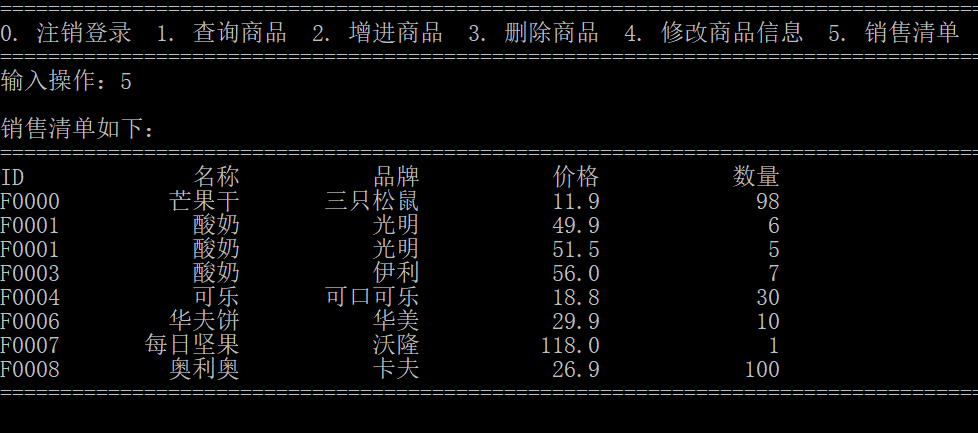 0. 注销登录 1. 查询商品 2. 增进商品 3. 删除商品 4. 修改商品信息 5. 销售清单
输入操作：5
销售清单如下：
ID 名称 品牌 价格 数量
F0000 芒果干 三只松鼠 11.9 98
F0001 酸奶 光明 49.9 6
F0001 酸奶 光明 51.5 5
F0003 酸奶 伊利 56.0 7
F0004 可乐 可口可乐 18.8 30
F0006 华夫饼 华美 29.9 10
F0007 每日坚果 沃隆 118.0 1
F0008 奥利奥 卡夫 26.9 100